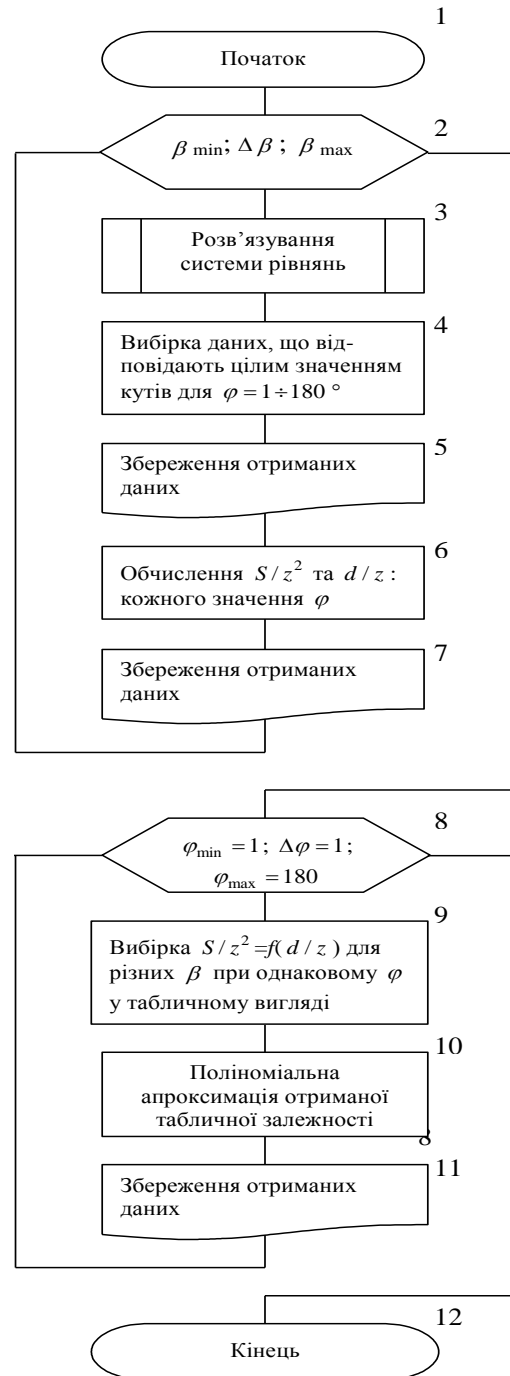 1
Початок
2
β min; Δ β ; β max
3
Розв’язування
системи рівнянь
4
Вибірка даних, що від-
повідають цілим значенням
кутів для φ = 1 ÷ 180 °
5
Збереження отриманих
даних
6
Обчислення S / z² та d / z :
кожного значення φ
7
Збереження отриманих
даних
8
φmin = 1; Δφ = 1;
φmax = 180
9
Вибірка S / z² =f( d / z ) для
різних β при однаковому φ
у табличному вигляді
10
Поліноміальна
апроксимація отриманої
табличної залежності
8
11
Збереження отриманих
даних
12
Кінець